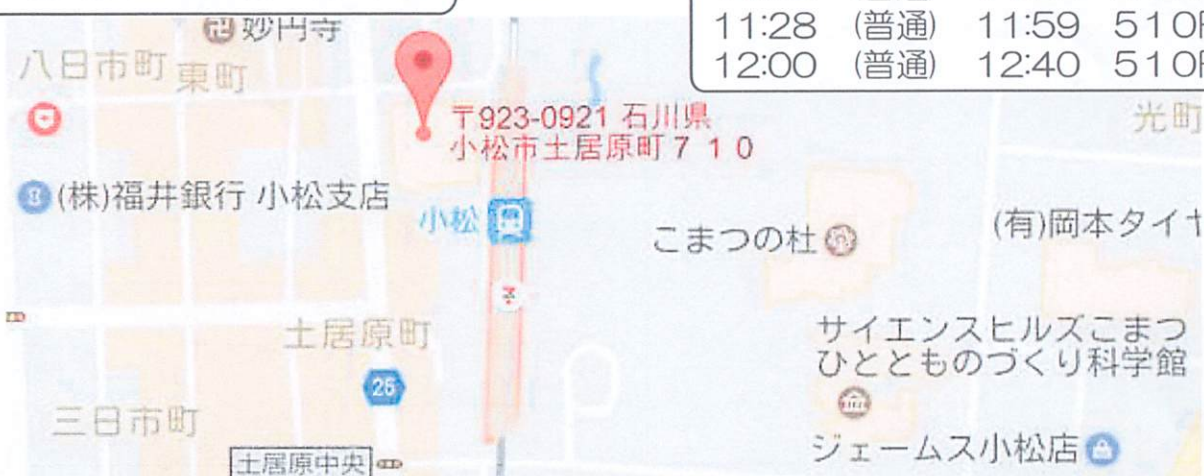 11:28 (普通) 11:59 510
12:00 (普通) 12:40 510
卍 妙円寺
八日市町 東町
〒923-0921 石川県
小松市土居原町７１０
光町
(株)福井銀行 小松支店
小松
こまつの杜
(有)岡本タイヤ
土居原町
サイエンスヒルズこまつ
ひととものづくり科学館
25
三日市町
土居原中央
ジェームス小松店